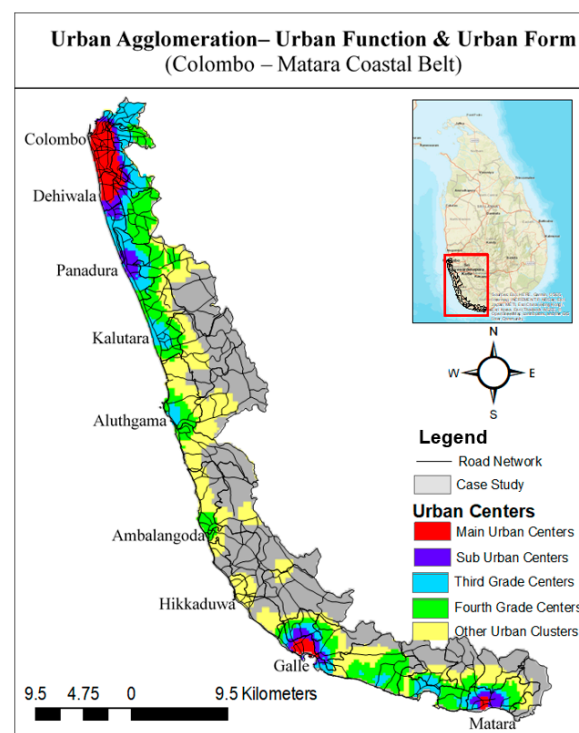 Urban Agglomeration– Urban Function & Urban Form
(Colombo – Matara Coastal Belt)
Colombo
Dehiwala
Panadura
Kalutara
Aluthgama
Ambalangoda
Hikkaduwa
Galle
Matara
N
W
E
S
Legend
Road Network
Case Study
Urban Centers
Main Urban Centers
Sub Urban Centers
Third Grade Centers
Fourth Grade Centers
Other Urban Clusters
9.5 4.75 0 9.5 Kilometers